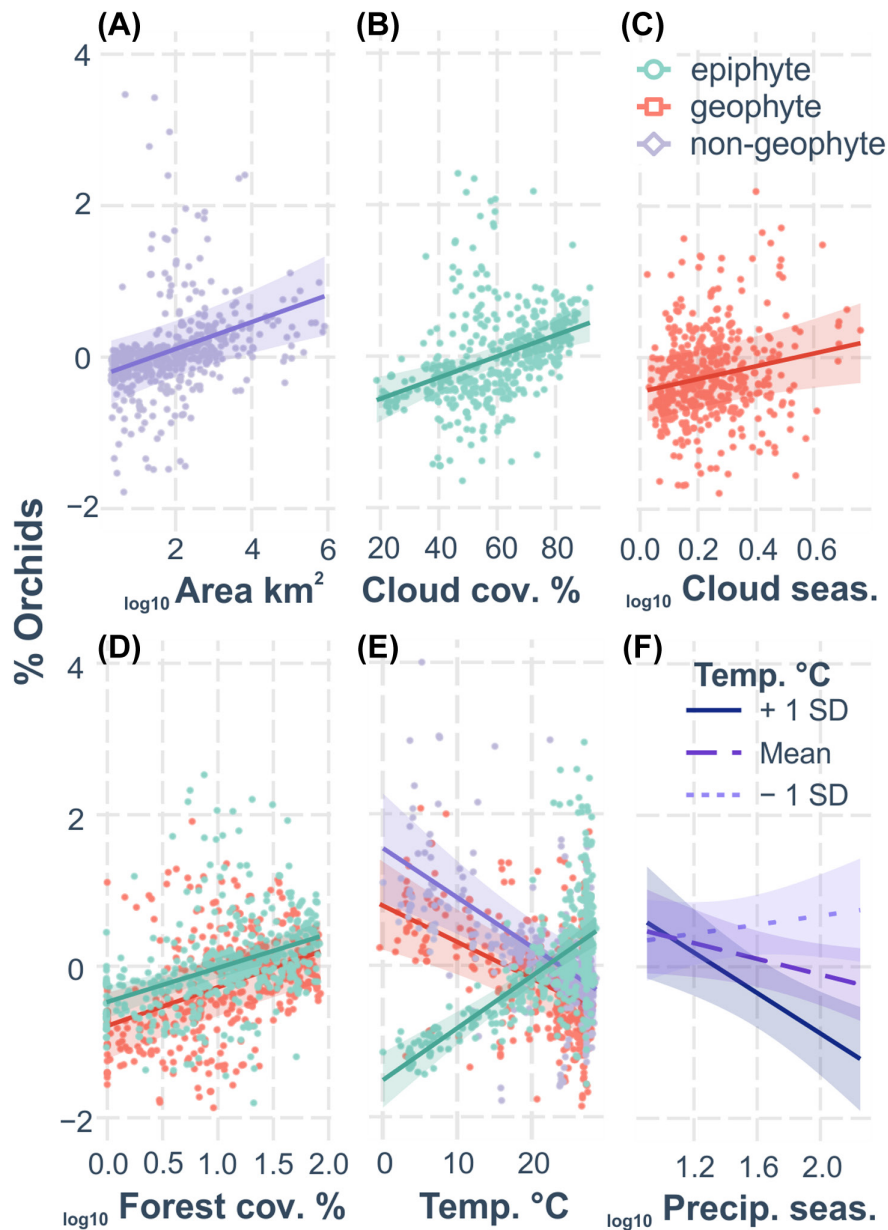 (A) (B) (C)
epiphyte
geophyte
non-geophyte
4
2
0
−2
2 4 6
20 40 60 80
0.0 0.2 0.4 0.6
log10 Area km²
Cloud cov. %
log10 Cloud seas.
% Orchids
(D) (E) (F)
Temp. °C
+ 1 SD
Mean
− 1 SD
4
2
0
−2
0.0 0.5 1.0 1.5 2.0
0 10 20
1.2 1.6 2.0
log10 Forest cov. %
Temp. °C
log10 Precip. seas.